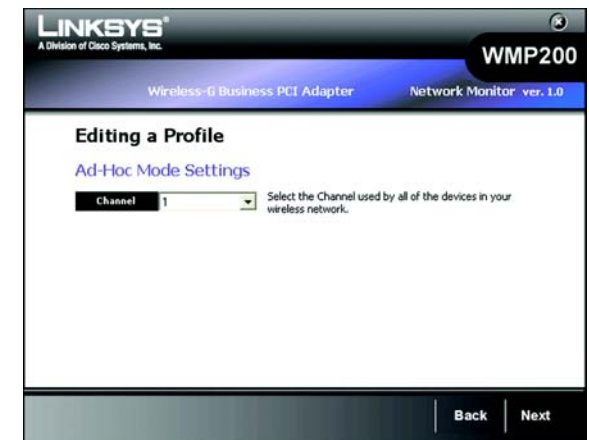 LINKSYS®
A Division of Cisco Systems, Inc.
WMP200
Wireless-G Business PCI Adapter
Network Monitor ver. 1.0
Editing a Profile
Ad-Hoc Mode Settings
Channel 1 Select the Channel used by all of the devices in your
wireless network.
Back Next